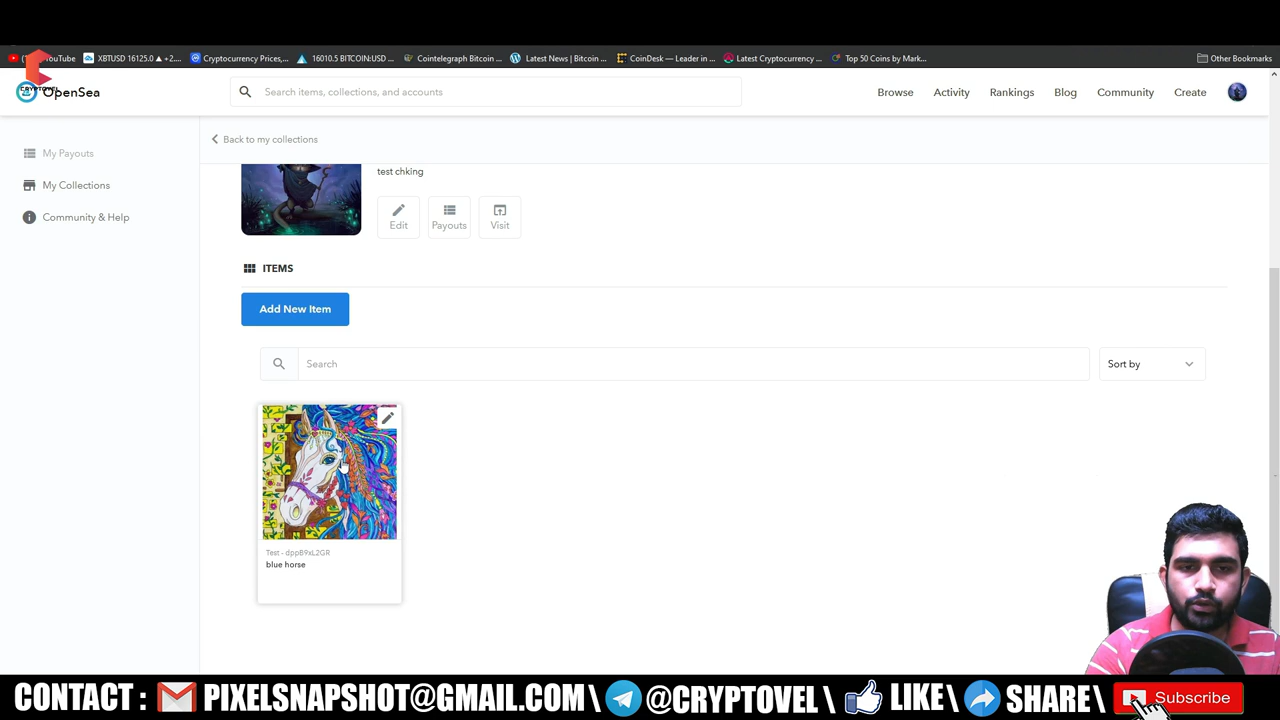 YouTube
XBTUSD 16125.0 ▲ +2....
Cryptocurrency Prices,...
16010.5 BITCOIN:USD ...
Cointelegraph Bitcoin ...
Latest News | Bitcoin ...
CoinDesk — Leader in ...
Latest Cryptocurrency ...
Top 50 Coins by Mark...
Other Bookmarks
OpenSea
Search items, collections, and accounts
Browse
Activity
Rankings
Blog
Community
Create
Back to my collections
My Payouts
My Collections
Community & Help
test chking
Edit
Payouts
Visit
ITEMS
Add New Item
Search
Sort by
Test - dppB9xL2GR
blue horse
CONTACT : PIXELSNAPSHOT@GMAIL.COM \ @CRYPTOVEL \ LIKE\ SHARE\ Subscribe